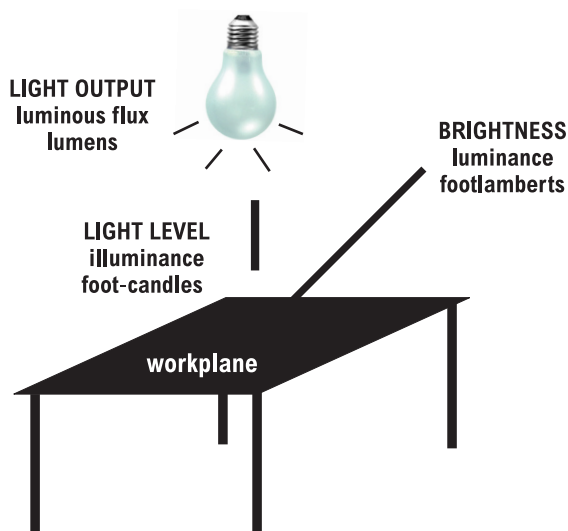 LIGHT OUTPUT
luminous flux
lumens
BRIGHTNESS
luminance
footlamberts
LIGHT LEVEL
illuminance
foot-candles
workplane